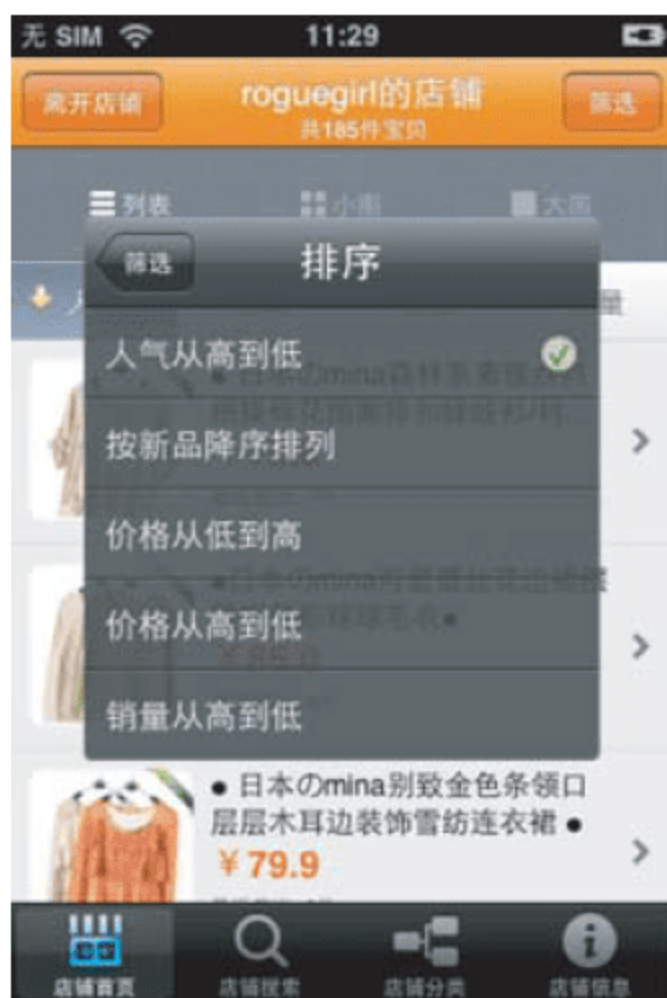 无 SIM
11:29
离开店铺
roguegirl的店铺
共185件宝贝
筛选
列表
小图
大图
筛选
排序
人气从高到低
按新品降序排列
价格从低到高
价格从高到低
销量从高到低
● 日本のmina别致金色条领口
层层木耳边装饰雪纺连衣裙 ●
¥ 79.9
店铺首页
店铺搜索
店铺分类
店铺信息